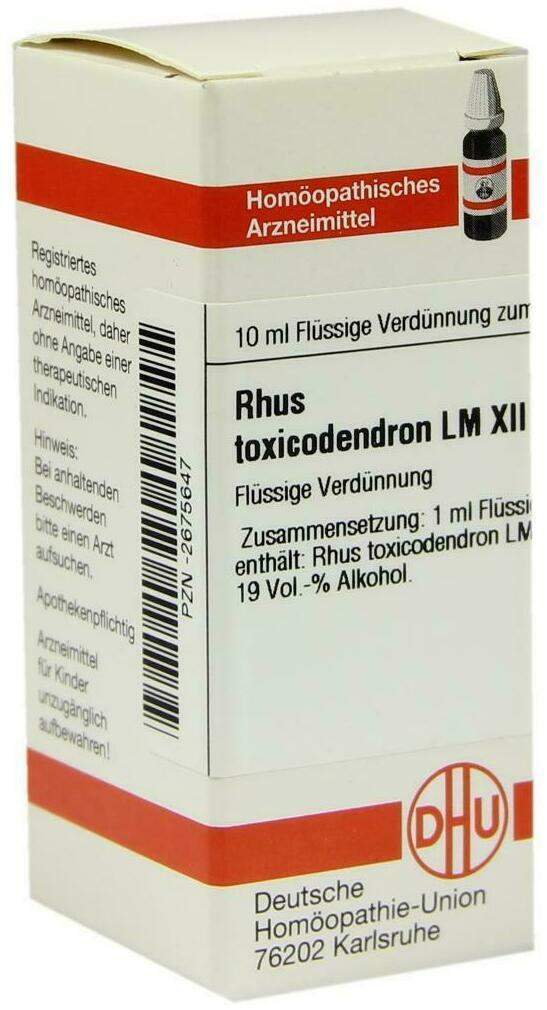 Homöopathisches
Arzneimittel
10 ml Flüssige Verdünnung zum
Rhus
toxicodendron LM XII
Flüssige Verdünnung
Zusammensetzung: 1 ml Flüssi
enthält: Rhus toxicodendron LM
19 Vol.-% Alkohol.
DHU
Deutsche
Homöopathie-Union
76202 Karlsruhe
Registriertes
homöopathisches
Arzneimittel, daher
ohne Angabe einer
therapeutischen
Indikation.
Hinweis:
Bei anhaltenden
Beschwerden
bitte einen Arzt
aufsuchen.
Apothekenpflichtig
Arzneimittel
für Kinder
unzugänglich
aufbewahren!
PZN -2675647